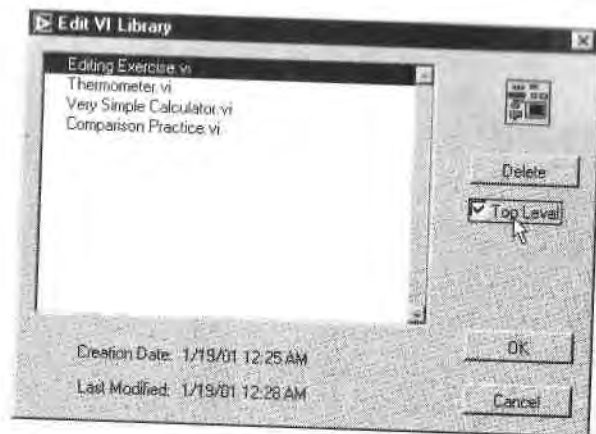 Edit VI Library
Editing Exercise.vi
Thermometer.vi
Very Simple Calculator.vi
Comparison Practice.vi
Delete
Top Level
Creation Date: 1/19/01 12:25 AM
Last Modified: 1/19/01 12:28 AM
OK
Cancel